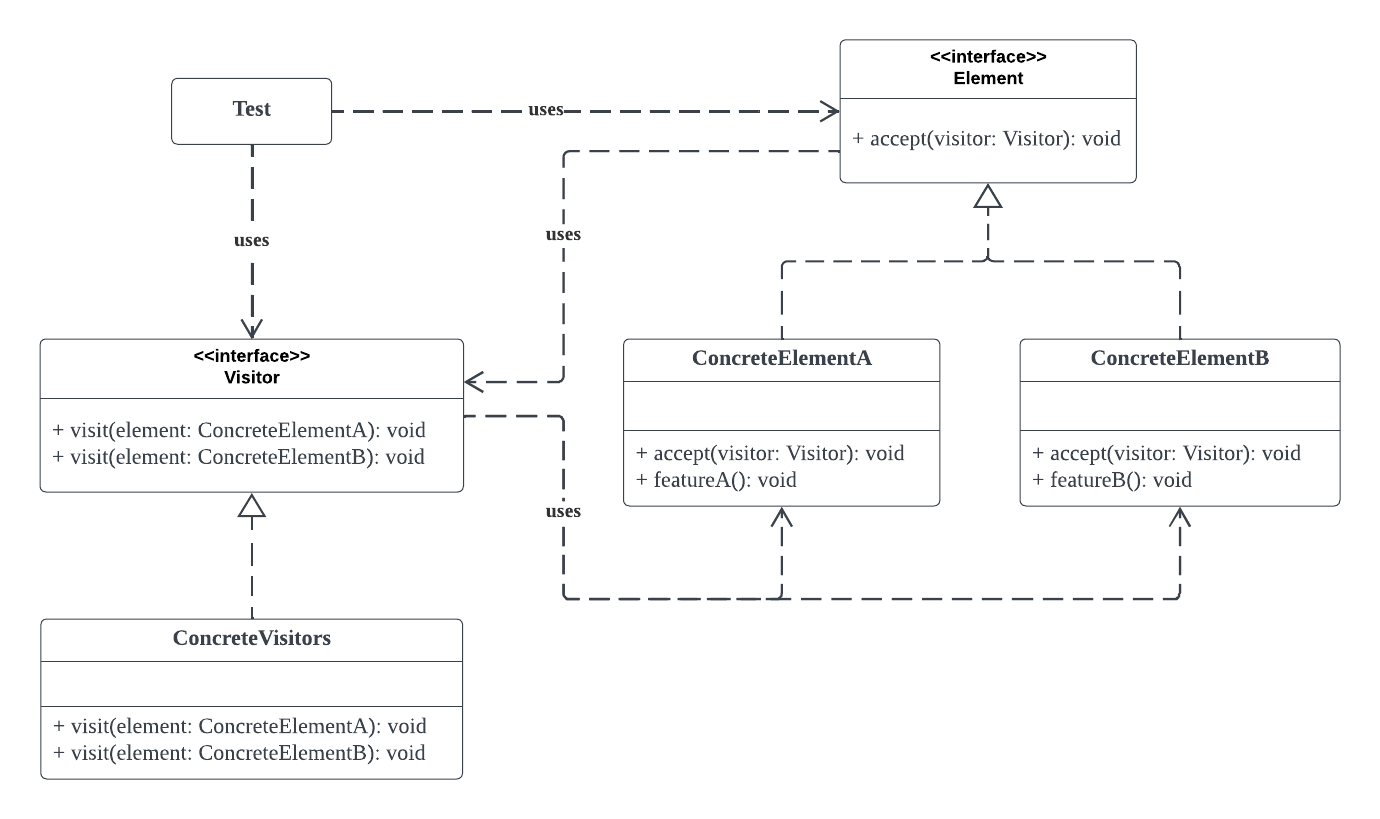 <<interface>>
Element
Test
uses
+ accept(visitor: Visitor): void
uses
uses
<<interface>>
Visitor
+ visit(element: ConcreteElementA): void
+ visit(element: ConcreteElementB): void
ConcreteElementA
+ accept(visitor: Visitor): void
+ featureA(): void
ConcreteElementB
+ accept(visitor: Visitor): void
+ featureB(): void
uses
ConcreteVisitors
+ visit(element: ConcreteElementA): void
+ visit(element: ConcreteElementB): void